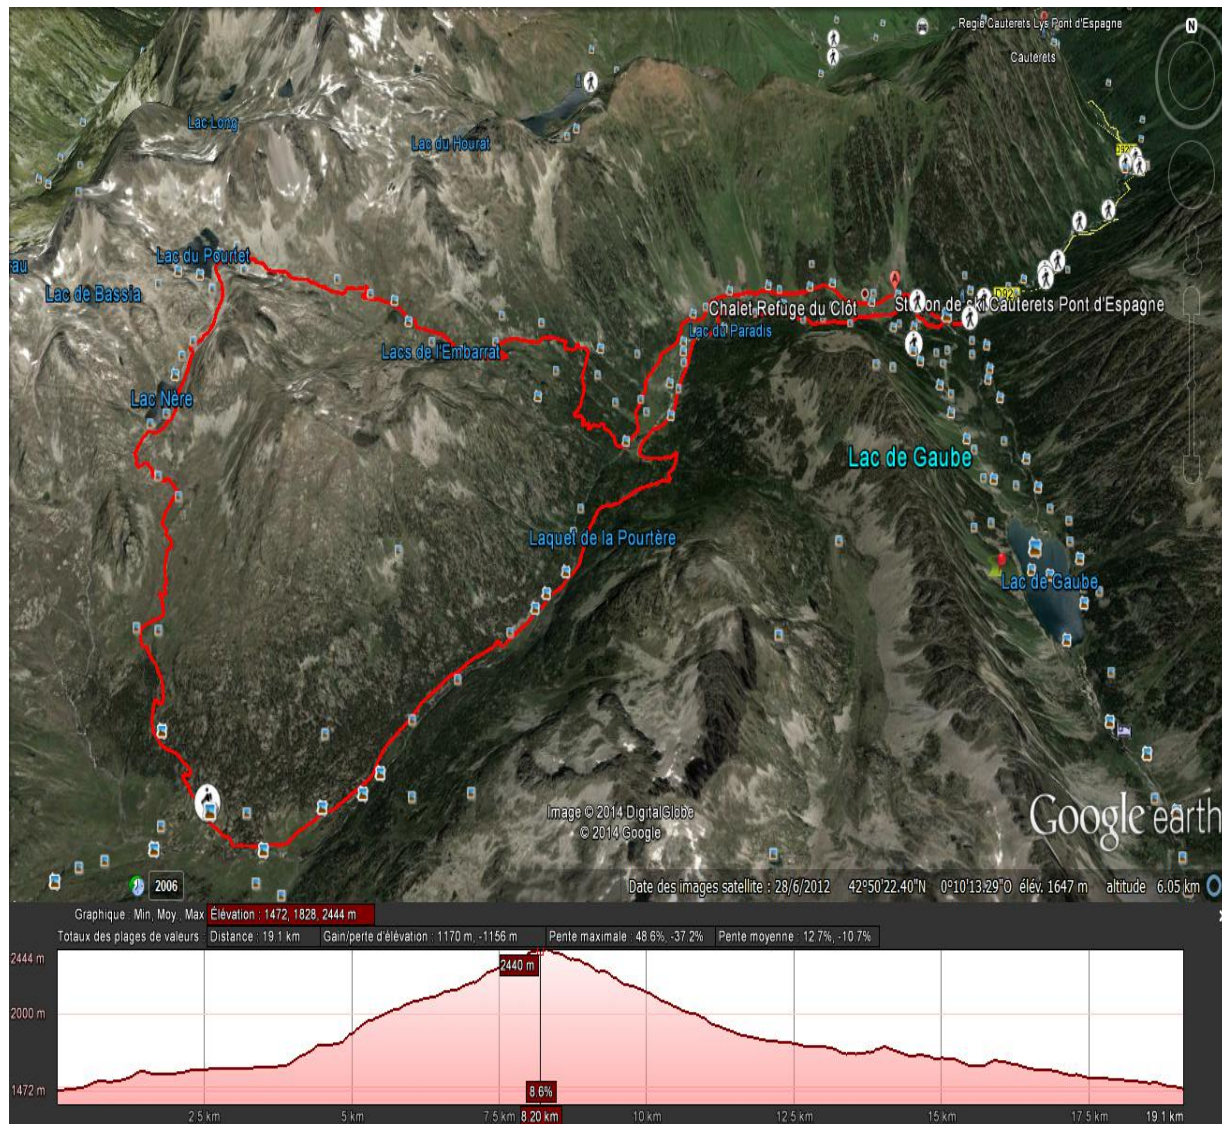 Regie Cauterets Lys Pont d'Espagne
N
Cauterets
Lac Long
Lac du Hourat
D920
Lac du Pourtet
Lac de Bassia
A
Chalet Refuge du Clôt
Station de ski Cauterets Pont d'Espagne
Lac du Paradis
Lacs de l'Embarrat
Lac Nère
Lac de Gaube
Laquet de la Pourtère
Lac de Gaube
Image © 2014 DigitalGlobe
© 2014 Google
Google earth
2006
Date des images satellite : 28/6/2012 42°50'22.40"N 0°10'13.29"O élév. 1647 m altitude 6.05 km
Graphique : Min, Moy., Max Élévation : 1472, 1828, 2444 m
Totaux des plages de valeurs : Distance : 19.1 km Gain/perte d'élévation : 1170 m, -1156 m Pente maximale : 48.6%, -37.2% Pente moyenne : 12.7%, -10.7%
2444 m
2440 m
2000 m
1472 m
8.6%
2.5 km 5 km 7.5 km 8.20 km 10 km 12.5 km 15 km 17.5 km 19.1 km